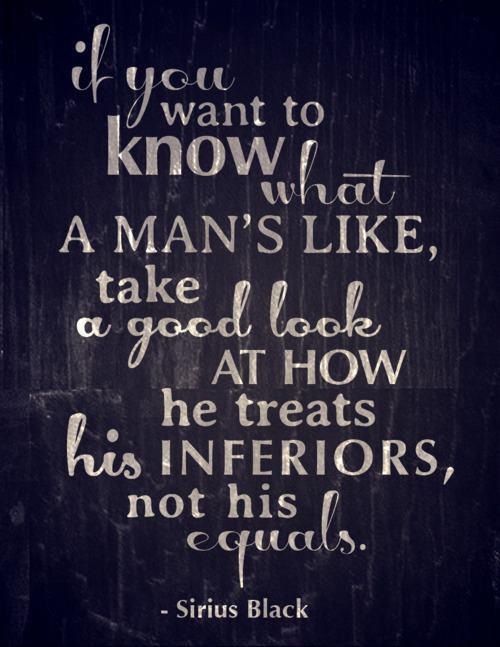 if you
want to
know
what
A MAN'S LIKE,
take
a good look
AT HOW
he treats
his INFERIORS,
not his
equals.
- Sirius Black